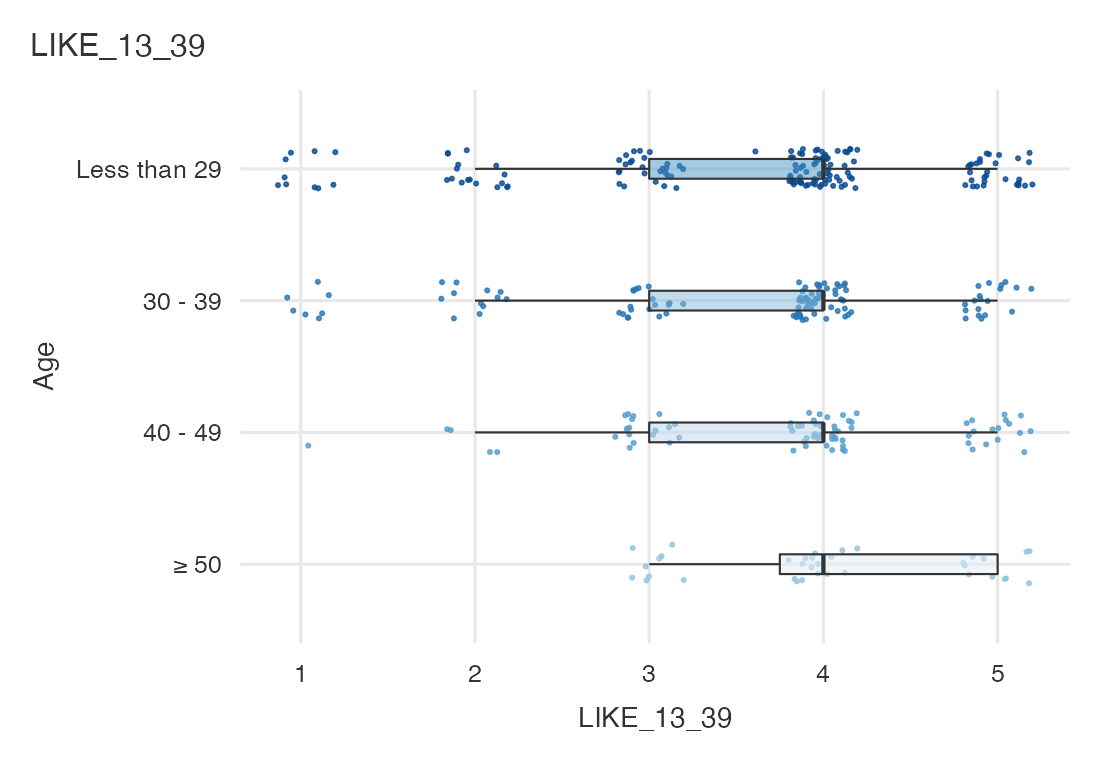 LIKE_13_39
Less than 29
30 - 39
40 - 49
≥ 50
Age
1 2 3 4 5
LIKE_13_39